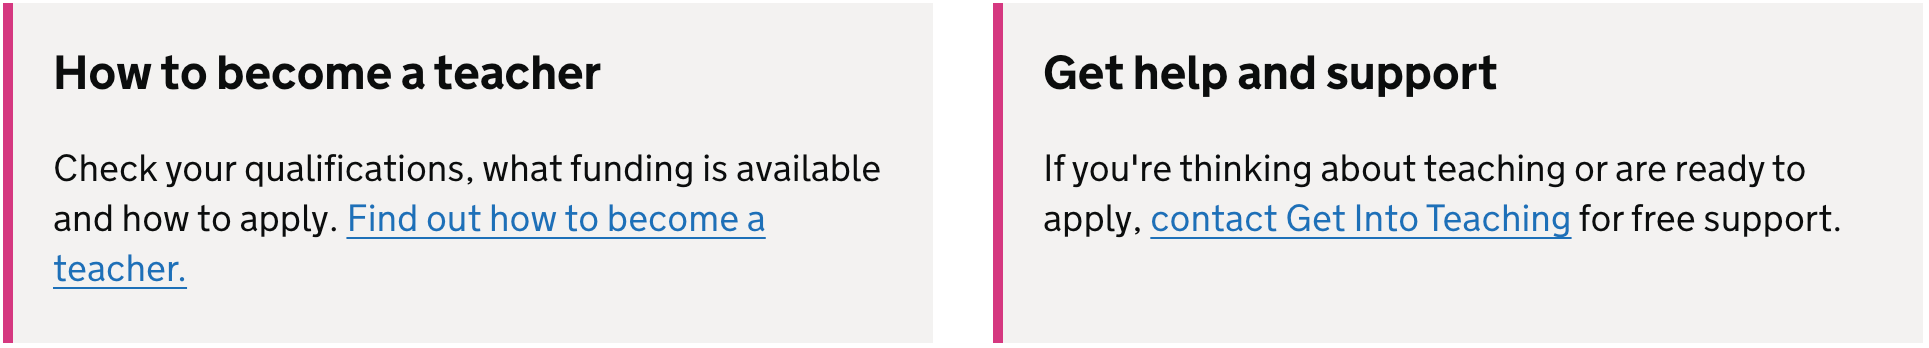 How to become a teacher
Check your qualifications, what funding is available
and how to apply. Find out how to become a
teacher.
Get help and support
If you're thinking about teaching or are ready to
apply, contact Get Into Teaching for free support.